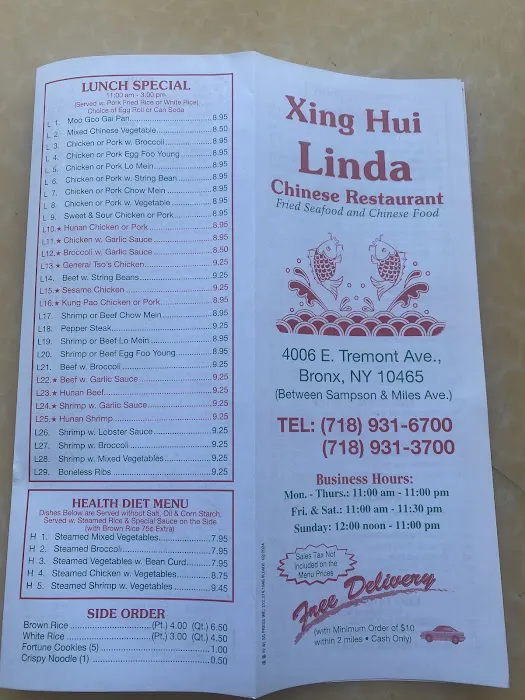 LUNCH SPECIAL
11:00 am - 3:00 pm
(Served w. Pork Fried Rice or White Rice)
Choice of Egg Roll or Can Soda
L 1. Moo Goo Gai Pan 8.95
L 2. Mixed Chinese Vegetable 8.50
L 3. Chicken or Pork w. Broccoli 8.95
L 4. Chicken or Pork Egg Foo Young 8.95
L 5. Chicken or Pork Lo Mein 8.95
L 6. Chicken or Pork w. String Bean 8.95
L 7. Chicken or Pork Chow Mein 8.95
L 8. Chicken or Pork w. Vegetable 8.95
L 9. Sweet & Sour Chicken or Pork 8.95
L10.★ Hunan Chicken or Pork 8.95
L11.★ Chicken w. Garlic Sauce 8.95
L12.★ Broccoli w. Garlic Sauce 8.50
L13.★ General Tso's Chicken 9.25
L14. Beef w. String Beans 9.25
L15.★ Sesame Chicken 9.25
L16.★ Kung Pao Chicken or Pork 8.95
L17. Shrimp or Beef Chow Mein 8.95
L18. Pepper Steak 9.25
L19. Shrimp or Beef Lo Mein 8.95
L20. Shrimp or Beef Egg Foo Young 8.95
L21. Beef w. Broccoli 9.25
L22.★ Beef w. Garlic Sauce 9.25
L23.★ Hunan Beef 9.25
L24.★ Shrimp w. Garlic Sauce 9.25
L25.★ Hunan Shrimp 9.25
L26. Shrimp w. Lobster Sauce 9.25
L27. Shrimp w. Broccoli 9.25
L28. Shrimp w. Mixed Vegetables 9.25
L29. Boneless Ribs 9.25
HEALTH DIET MENU
Dishes Below are Served without Salt, Oil & Corn Starch,
Served w. Steamed Rice & Special Sauce on the Side
(with Brown Rice 75¢ Extra)
H 1. Steamed Mixed Vegetables 7.95
H 2. Steamed Broccoli 7.95
H 3. Steamed Vegetables w. Bean Curd 7.95
H 4. Steamed Chicken w. Vegetables 8.75
H 5. Steamed Shrimp w. Vegetables 9.45
SIDE ORDER
Brown Rice (Pt.) 4.00 (Qt.) 6.50
White Rice (Pt.) 3.00 (Qt.) 4.50
Fortune Cookies (5) 1.00
Crispy Noodle (1) 0.50
Xing Hui
Linda
Chinese Restaurant
Fried Seafood and Chinese Food
4006 E. Tremont Ave.,
Bronx, NY 10465
(Between Sampson & Miles Ave.)
TEL: (718) 931-6700
(718) 931-3700
Business Hours:
Mon. - Thurs.: 11:00 am - 11:00 pm
Fri. & Sat.: 11:00 am - 11:30 pm
Sunday: 12:00 noon - 11:00 pm
Sales Tax Not
Included on the
Menu Prices
Free Delivery
(with Minimum Order of $10
within 2 miles • Cash Only)